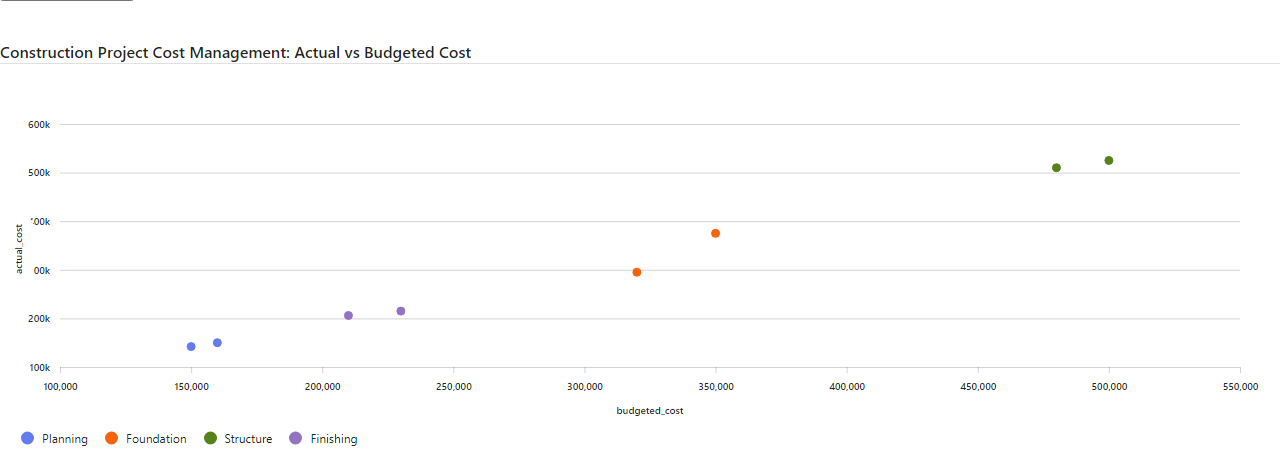 Construction Project Cost Management: Actual vs Budgeted Cost
600k
500k
00k
00k
200k
100k
actual_cost
100,000 150,000 200,000 250,000 300,000 350,000 400,000 450,000 500,000 550,000
budgeted_cost
Planning Foundation Structure Finishing